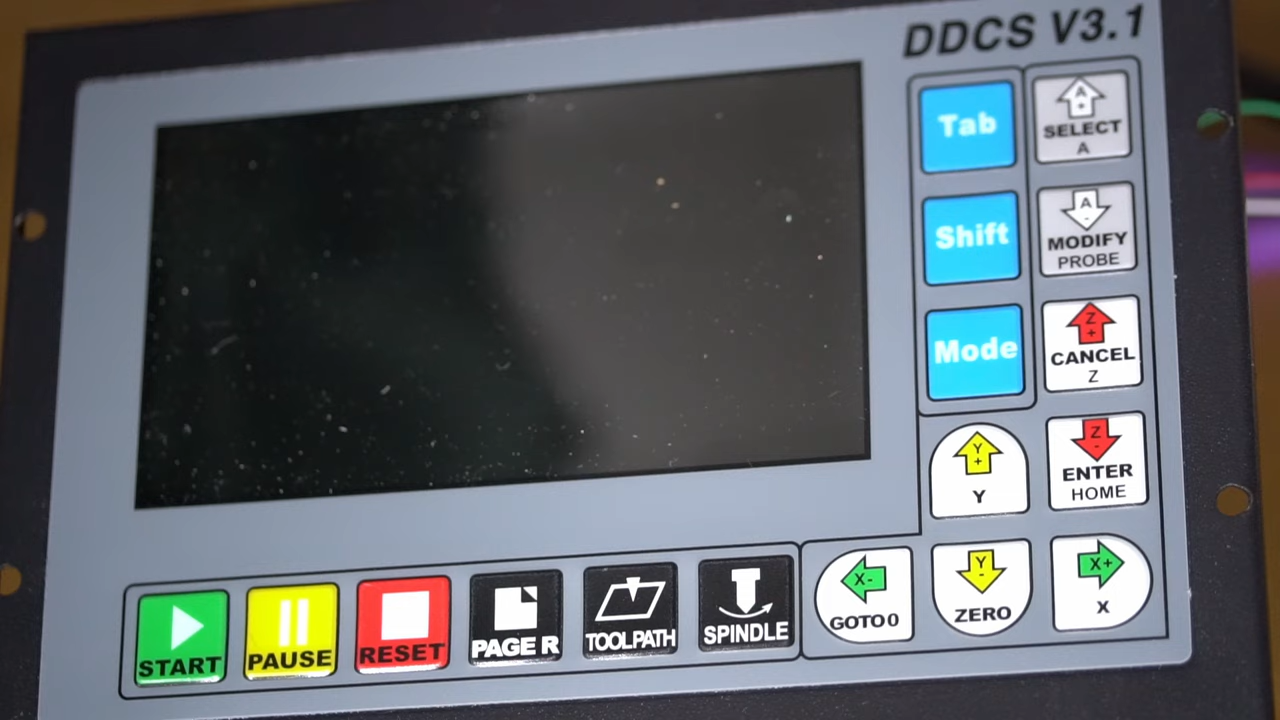 DDCS V3.1
Tab
A
+
SELECT
A
Shift
A
-
MODIFY
PROBE
Mode
Z
+
CANCEL
Z
Y
+
Y
Z
-
ENTER
HOME
START
PAUSE
RESET
PAGE R
TOOLPATH
SPINDLE
X-
GOTO 0
Y
-
ZERO
X+
X